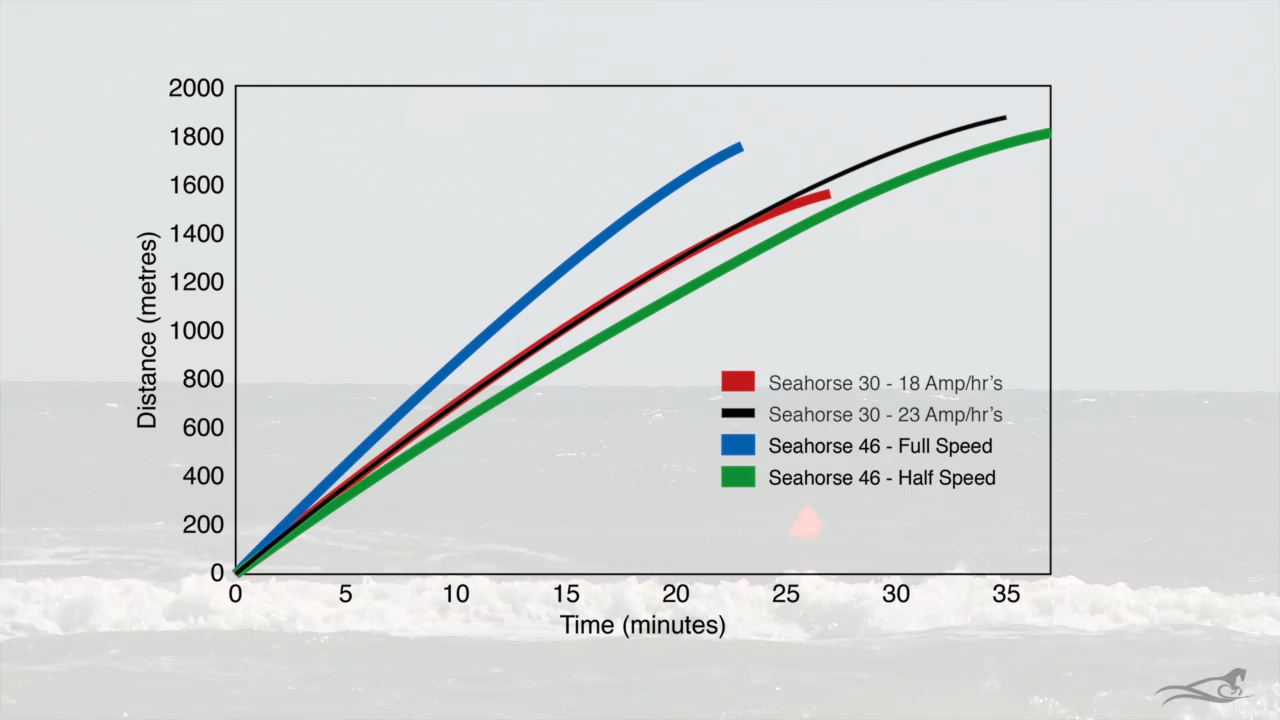 2000
1800
1600
1400
1200
1000
800
600
400
200
0
Distance (metres)
Seahorse 30 - 18 Amp/hr's
Seahorse 30 - 23 Amp/hr's
Seahorse 46 - Full Speed
Seahorse 46 - Half Speed
0 5 10 15 20 25 30 35
Time (minutes)